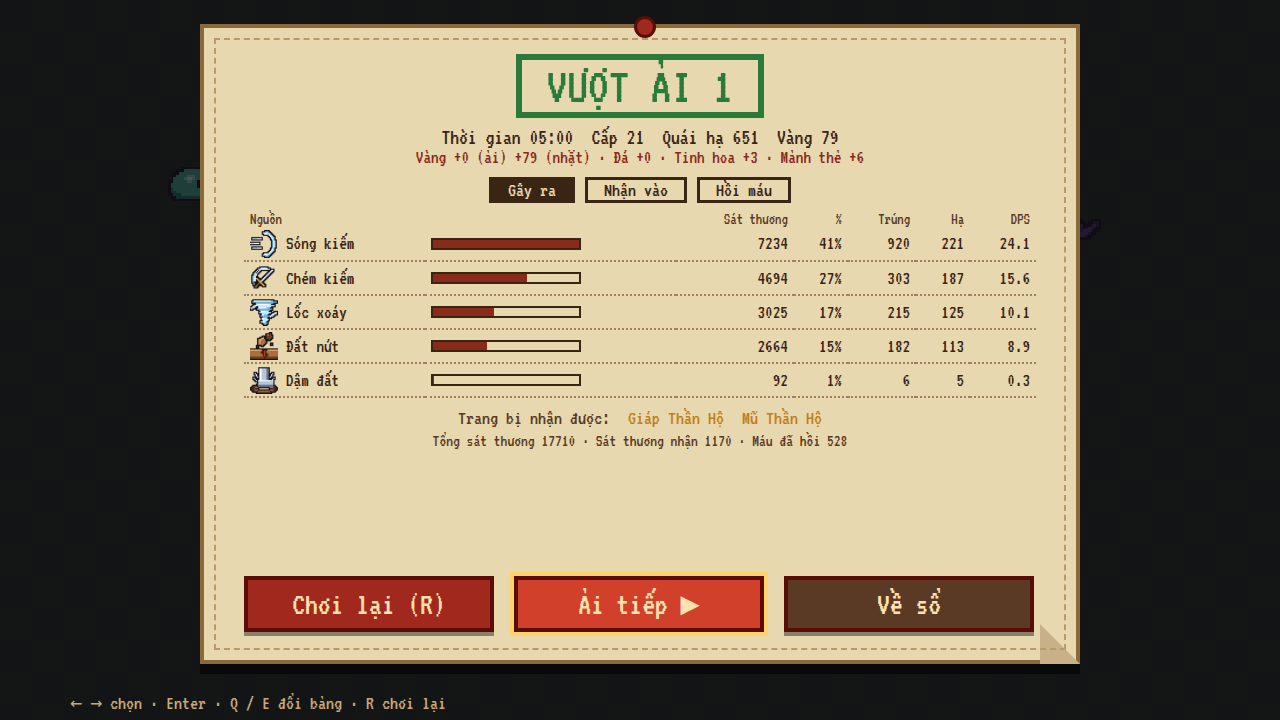 VƯỢT ẢI 1
Thời gian 05:00 Cấp 21 Quái hạ 651 Vàng 79
Vàng +0 (ải) +79 (nhặt) · Đá +0 · Tinh hoa +3 · Mảnh thẻ +6
Gây ra Nhận vào Hồi máu
Nguồn Sát thương % Trúng Hạ DPS
Sóng kiếm 7234 41% 920 221 24.1
Chém kiếm 4694 27% 303 187 15.6
Lốc xoáy 3025 17% 215 125 10.1
Đất nứt 2664 15% 182 113 8.9
Dậm đất 92 1% 6 5 0.3
Trang bị nhận được: Giáp Thần Hộ Mũ Thần Hộ
Tổng sát thương 17710 · Sát thương nhận 1170 · Máu đã hồi 528
Chơi lại (R) Ải tiếp ▶ Về sổ
← → chọn · Enter · Q / E đổi bảng · R chơi lại